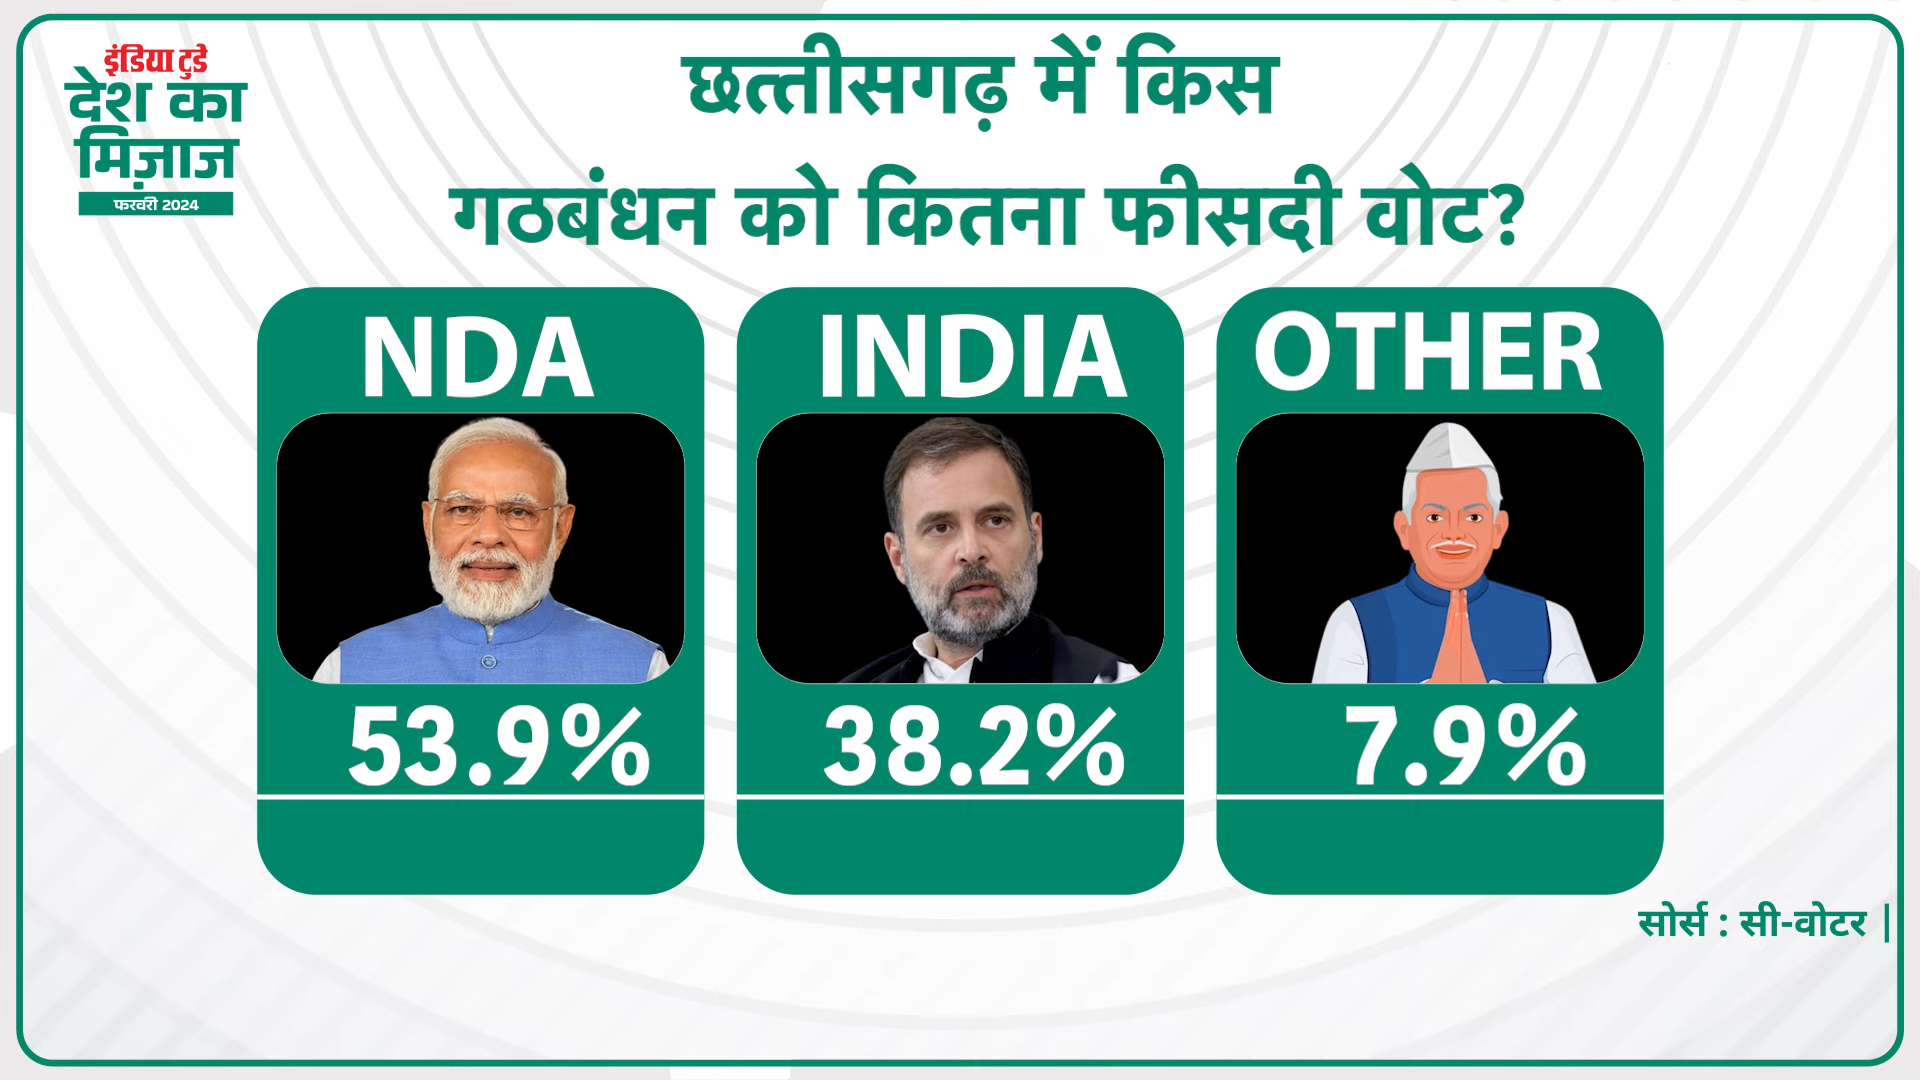 इंडिया टुडे
देश का
मिज़ाज
फरवरी 2024
छत्तीसगढ़ में किस
गठबंधन को कितना फीसदी वोट?
NDA
53.9%
INDIA
38.2%
OTHER
7.9%
सोर्स : सी-वोटर |